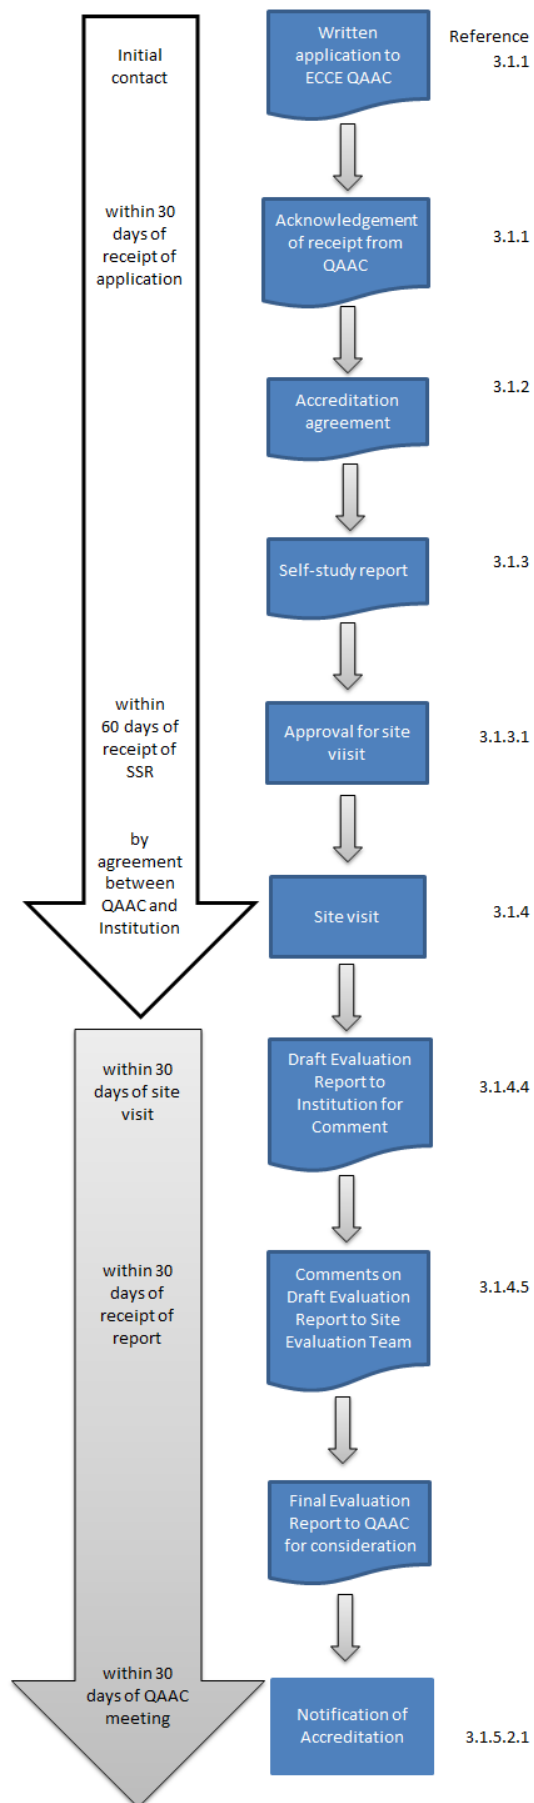 Initial
contact
Written
application to
ECCE QAAC
Reference
3.1.1
within 30
days of
receipt of
application
Acknowledgement
of receipt from
QAAC
3.1.1
Accreditation
agreement
3.1.2
Self-study report
3.1.3
within
60 days of
receipt of
SSR
Approval for site
viisit
3.1.3.1
by
agreement
between
QAAC and
Institution
Site visit
3.1.4
within 30
days of site
visit
Draft Evaluation
Report to
Institution for
Comment
3.1.4.4
within 30
days of
receipt of
report
Comments on
Draft Evaluation
Report to Site
Evaluation Team
3.1.4.5
Final Evaluation
Report to QAAC
for consideration
within 30
days of QAAC
meeting
Notification of
Accreditation
3.1.5.2.1